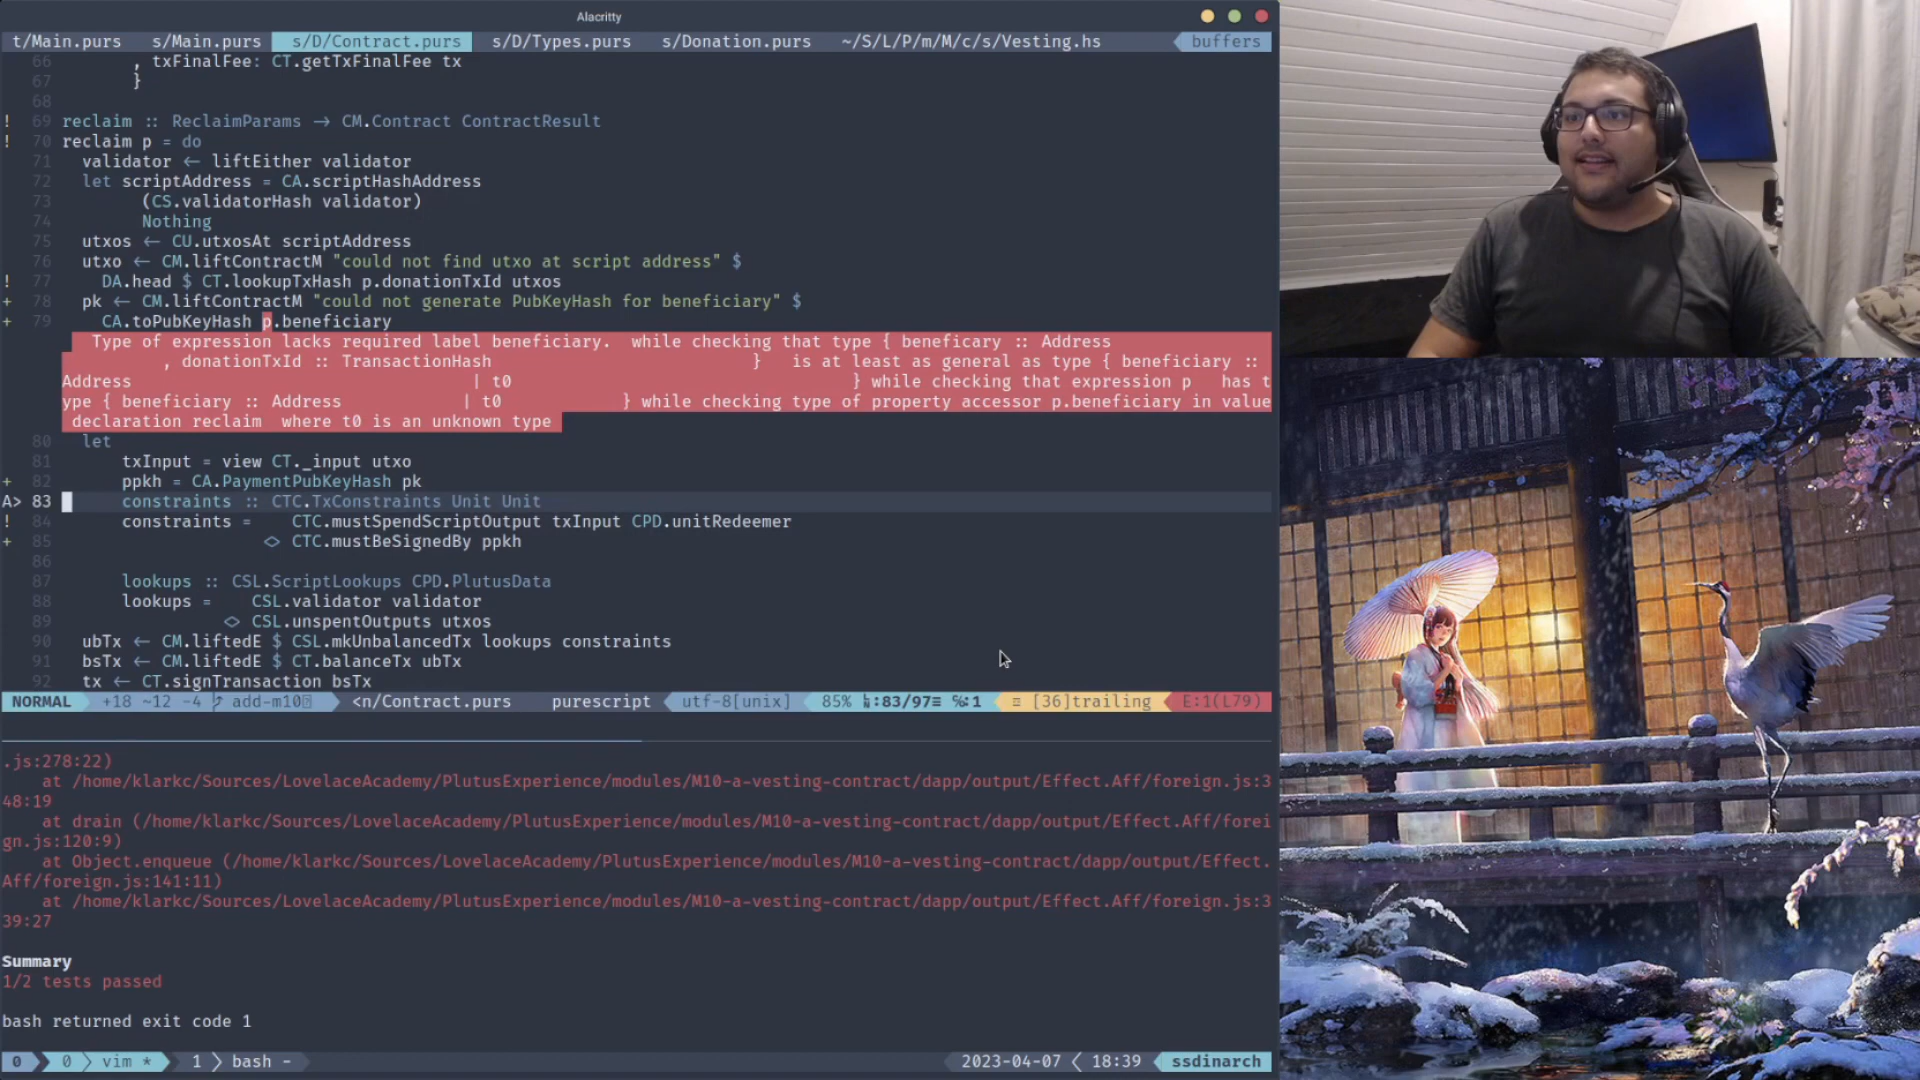 Alacritty
t/Main.purs s/Main.purs s/D/Contract.purs s/D/Types.purs s/Donation.purs ~/S/L/P/m/M/c/s/Vesting.hs buffers
66 , txFinalFee: CT.getTxFinalFee tx
67 }
68
! 69 reclaim :: ReclaimParams → CM.Contract ContractResult
! 70 reclaim p = do
71 validator ← liftEither validator
72 let scriptAddress = CA.scriptHashAddress
73 (CS.validatorHash validator)
74 Nothing
75 utxos ← CU.utxosAt scriptAddress
76 utxo ← CM.liftContractM "could not find utxo at script address" $
! 77 DA.head $ CT.lookupTxHash p.donationTxId utxos
+ 78 pk ← CM.liftContractM "could not generate PubKeyHash for beneficiary" $
+ 79 CA.toPubKeyHash p.beneficiary
Type of expression lacks required label beneficiary. while checking that type { beneficary :: Address
, donationTxId :: TransactionHash } is at least as general as type { beneficiary ::
Address | t0 } while checking that expression p has t
ype { beneficiary :: Address | t0 } while checking type of property accessor p.beneficiary in value
declaration reclaim where t0 is an unknown type
80 let
81 txInput = view CT._input utxo
+ 82 ppkh = CA.PaymentPubKeyHash pk
A> 83 constraints :: CTC.TxConstraints Unit Unit
! 84 constraints = CTC.mustSpendScriptOutput txInput CPD.unitRedeemer
+ 85 <> CTC.mustBeSignedBy ppkh
86
87 lookups :: CSL.ScriptLookups CPD.PlutusData
88 lookups = CSL.validator validator
89 <> CSL.unspentOutputs utxos
90 ubTx ← CM.liftedE $ CSL.mkUnbalancedTx lookups constraints
91 bsTx ← CM.liftedE $ CT.balanceTx ubTx
92 tx ← CT.signTransaction bsTx
NORMAL +18 ~12 -4 add-m10 <n/Contract.purs purescript utf-8[unix] 85% :83/97≡ ℅:1 ≡ [36]trailing E:1(L79)
.js:278:22)
at /home/klarkc/Sources/LovelaceAcademy/PlutusExperience/modules/M10-a-vesting-contract/dapp/output/Effect.Aff/foreign.js:3
48:19
at drain (/home/klarkc/Sources/LovelaceAcademy/PlutusExperience/modules/M10-a-vesting-contract/dapp/output/Effect.Aff/forei
gn.js:120:9)
at Object.enqueue (/home/klarkc/Sources/LovelaceAcademy/PlutusExperience/modules/M10-a-vesting-contract/dapp/output/Effect.
Aff/foreign.js:141:11)
at /home/klarkc/Sources/LovelaceAcademy/PlutusExperience/modules/M10-a-vesting-contract/dapp/output/Effect.Aff/foreign.js:3
39:27
Summary
1/2 tests passed
bash returned exit code 1
0 0 vim * 1 bash - 2023-04-07 18:39 ssdinarch